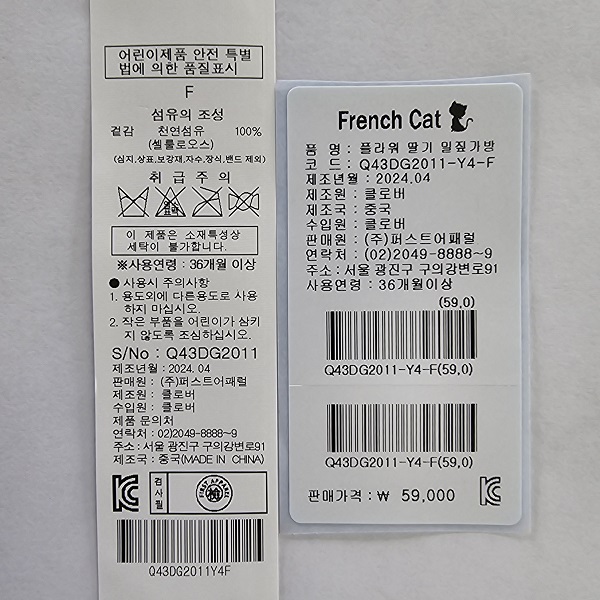 어린이제품 안전 특별
법에 의한 품질표시
F
섬유의 조성
겉감 천연섬유 100%
(셀룰로오스)
(심지,상표,보강재,자수,장식,밴드 제외)
취 급 주 의
이 제품은 소재특성상
세탁이 불가합니다.
※사용연령 : 36개월 이상
● 사용시 주의사항
1. 용도외에 다른용도로 사용
하지 마십시오.
2. 작은 부품을 어린이가 삼키
지 않도록 조심하십시오.
S/No : Q43DG2011
제조년월 : 2024. 04
판매원 : (주)퍼스트어패럴
제조원 : 클로버
수입원 : 클로버
제품 문의처
연락처 : 02)2049-8888~9
주소 : 서울 광진구 구의강변로91
제조국 : 중국(MADE IN CHINA)
KC
검사필
FIRST APPAREL
Q43DG2011Y4F
French Cat
품 명 : 플라워 딸기 밀짚가방
코 드 : Q43DG2011-Y4-F
제조년월 : 2024.04
제조원 : 클로버
제조국 : 중국
수입원 : 클로버
판매원 : (주)퍼스트어패럴
연락처 : (02)2049-8888~9
주소 : 서울 광진구 구의강변로91
사용연령 : 36개월이상
(59,0)
Q43DG2011-Y4-F(59,0)
Q43DG2011-Y4-F(59,0)
판매가격 : ₩ 59,000
KC